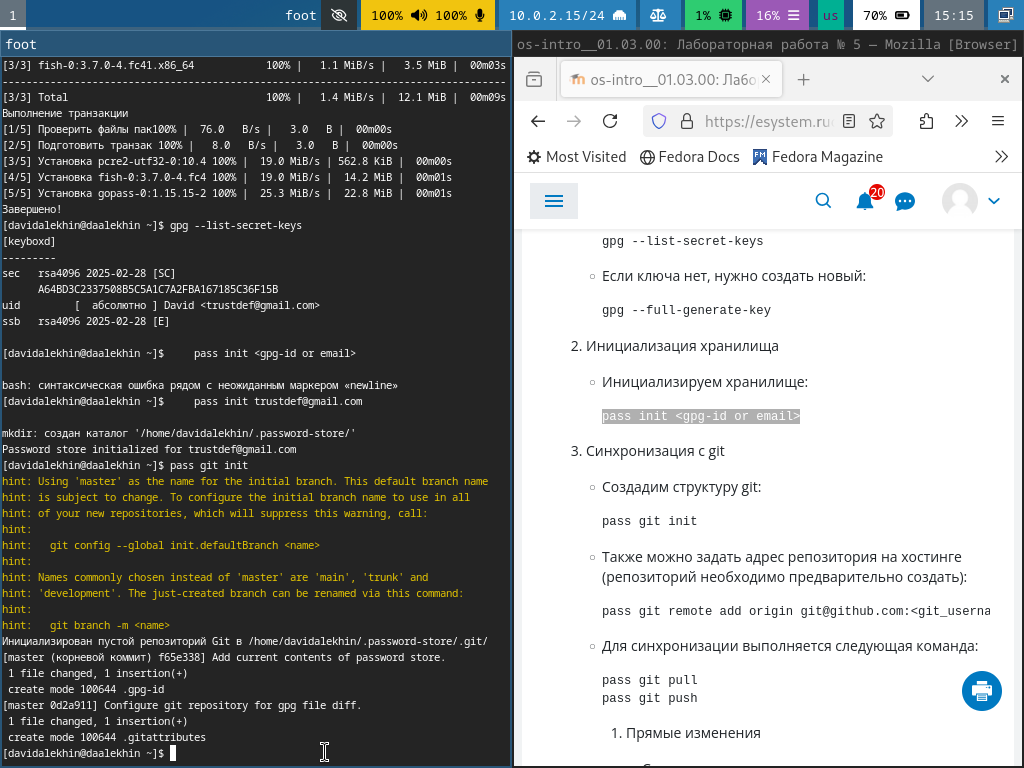 1
foot
100%
100%
10.0.2.15/24
1%
16%
us
70%
15:15
foot
[3/3] fish-0:3.7.0-4.fc41.x86_64 100% | 1.1 MiB/s | 3.5 MiB | 00m03s
--------------------------------------------------------------------------------
[3/3] Total 100% | 1.4 MiB/s | 12.1 MiB | 00m09s
Выполнение транзакции
[1/5] Проверить файлы пак100% | 76.0 B/s | 3.0 B | 00m00s
[2/5] Подготовить транзак 100% | 8.0 B/s | 3.0 B | 00m00s
[3/5] Установка pcre2-utf32-0:10.4 100% | 19.0 MiB/s | 562.8 KiB | 00m00s
[4/5] Установка fish-0:3.7.0-4.fc4 100% | 19.0 MiB/s | 14.2 MiB | 00m01s
[5/5] Установка gopass-0:1.15.15-2 100% | 25.3 MiB/s | 22.8 MiB | 00m01s
Завершено!
[davidalekhin@daalekhin ~]$ gpg --list-secret-keys
[keyboxd]
---------
sec rsa4096 2025-02-28 [SC]
A64BD3C2337508B5C5A1C7A2FBA167185C36F15B
uid [ абсолютно ] David <trustdef@gmail.com>
ssb rsa4096 2025-02-28 [E]
[davidalekhin@daalekhin ~]$ pass init <gpg-id or email>
bash: синтаксическая ошибка рядом с неожиданным маркером «newline»
[davidalekhin@daalekhin ~]$ pass init trustdef@gmail.com
mkdir: создан каталог '/home/davidalekhin/.password-store/'
Password store initialized for trustdef@gmail.com
[davidalekhin@daalekhin ~]$ pass git init
hint: Using 'master' as the name for the initial branch. This default branch name
hint: is subject to change. To configure the initial branch name to use in all
hint: of your new repositories, which will suppress this warning, call:
hint:
hint: git config --global init.defaultBranch <name>
hint:
hint: Names commonly chosen instead of 'master' are 'main', 'trunk' and
hint: 'development'. The just-created branch can be renamed via this command:
hint:
hint: git branch -m <name>
Инициализирован пустой репозиторий Git в /home/davidalekhin/.password-store/.git/
[master (корневой коммит) f65e338] Add current contents of password store.
1 file changed, 1 insertion(+)
create mode 100644 .gpg-id
[master 0d2a911] Configure git repository for gpg file diff.
1 file changed, 1 insertion(+)
create mode 100644 .gitattributes
[davidalekhin@daalekhin ~]$
os-intro__01.03.00: Лабораторная работа № 5 — Mozilla [Browser]
os-intro__01.03.00: Лабо
https://esystem.ru
Most Visited
Fedora Docs
Fedora Magazine
20
gpg --list-secret-keys
◦ Если ключа нет, нужно создать новый:
gpg --full-generate-key
2. Инициализация хранилища
◦ Инициализируем хранилище:
pass init <gpg-id or email>
3. Синхронизация с git
◦ Создадим структуру git:
pass git init
◦ Также можно задать адрес репозитория на хостинге
(репозиторий необходимо предварительно создать):
pass git remote add origin git@github.com:<git_userna
◦ Для синхронизации выполняется следующая команда:
pass git pull
pass git push
1. Прямые изменения